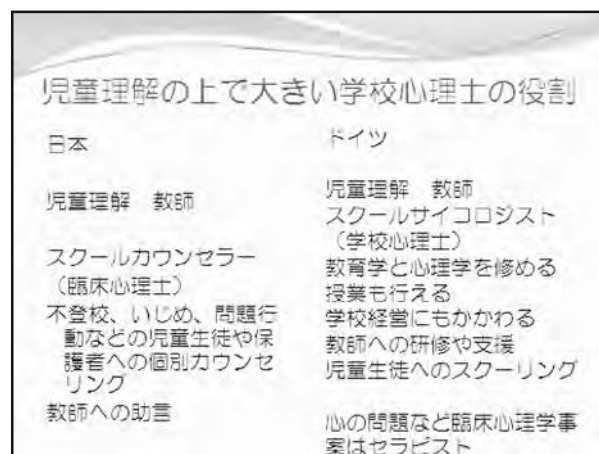 児童理解の上で大きい学校心理士の役割
日本
児童理解　教師
スクールカウンセラー
（臨床心理士）
不登校、いじめ、問題行
動などの児童生徒や保
護者への個別カウンセ
リング
教師への助言
ドイツ
児童理解　教師
スクールサイコロジスト
（学校心理士）
教育学と心理学を修める
授業も行える
学校経営にもかかわる
教師への研修や支援
児童生徒へのスクーリング
心の問題など臨床心理学事
案はセラピスト